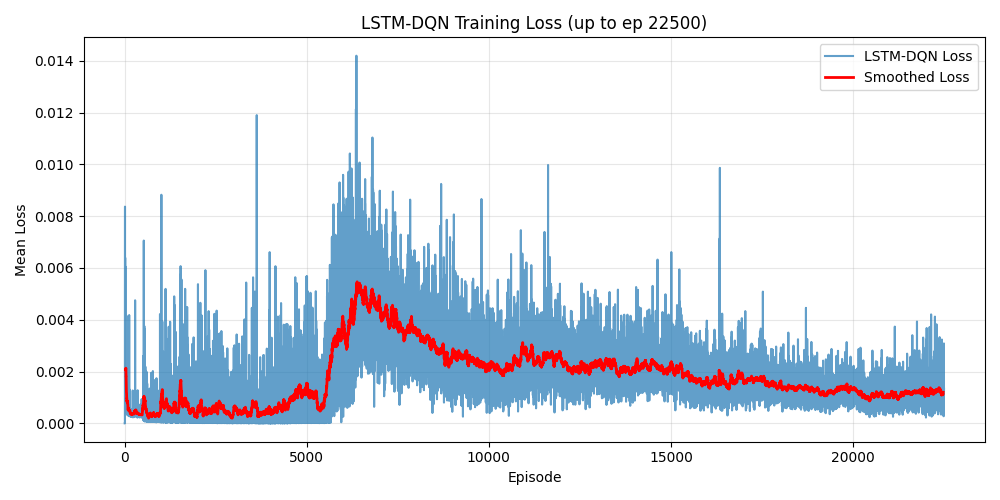 LSTM-DQN Training Loss (up to ep 22500)
LSTM-DQN Loss
Smoothed Loss
Mean Loss
0.014
0.012
0.010
0.008
0.006
0.004
0.002
0.000
0
5000
10000
15000
20000
Episode